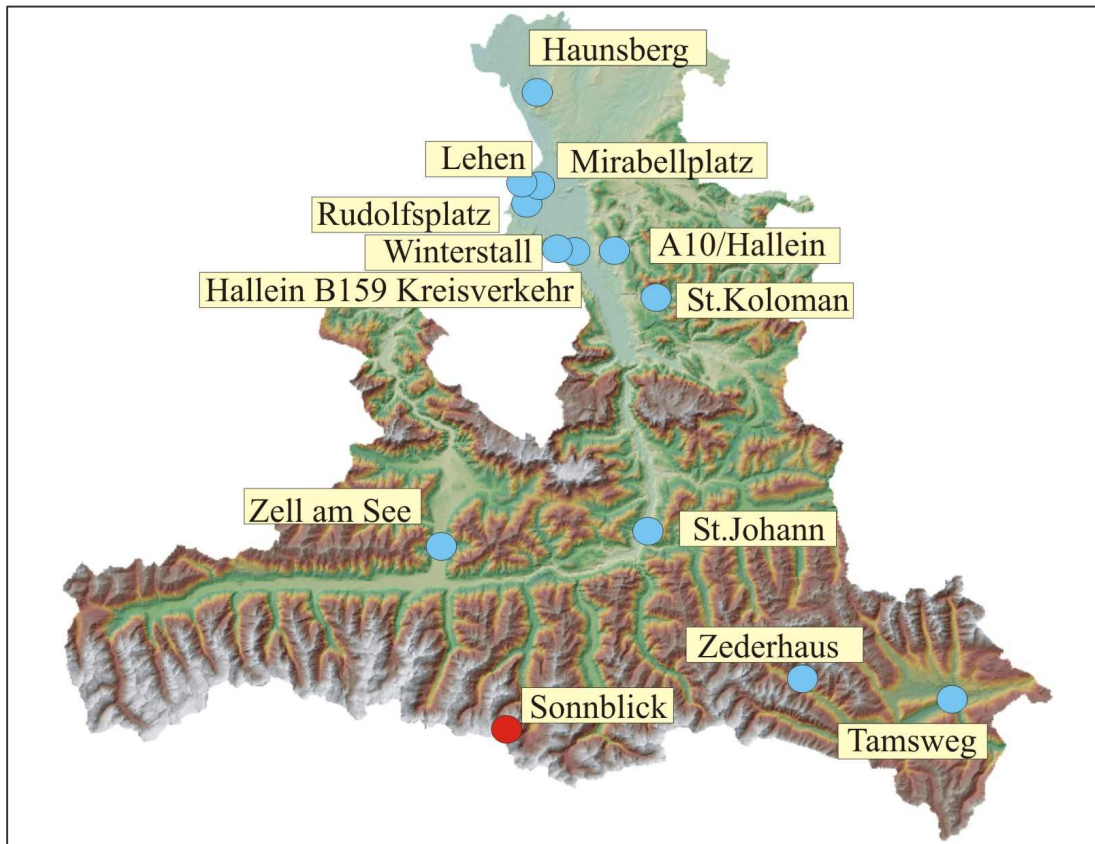 Haunsberg
Lehen
Mirabellplatz
Rudolfsplatz
Winterstall
A10/Hallein
Hallein B159 Kreisverkehr
St.Koloman
Zell am See
St.Johann
Zederhaus
Sonnblick
Tamsweg